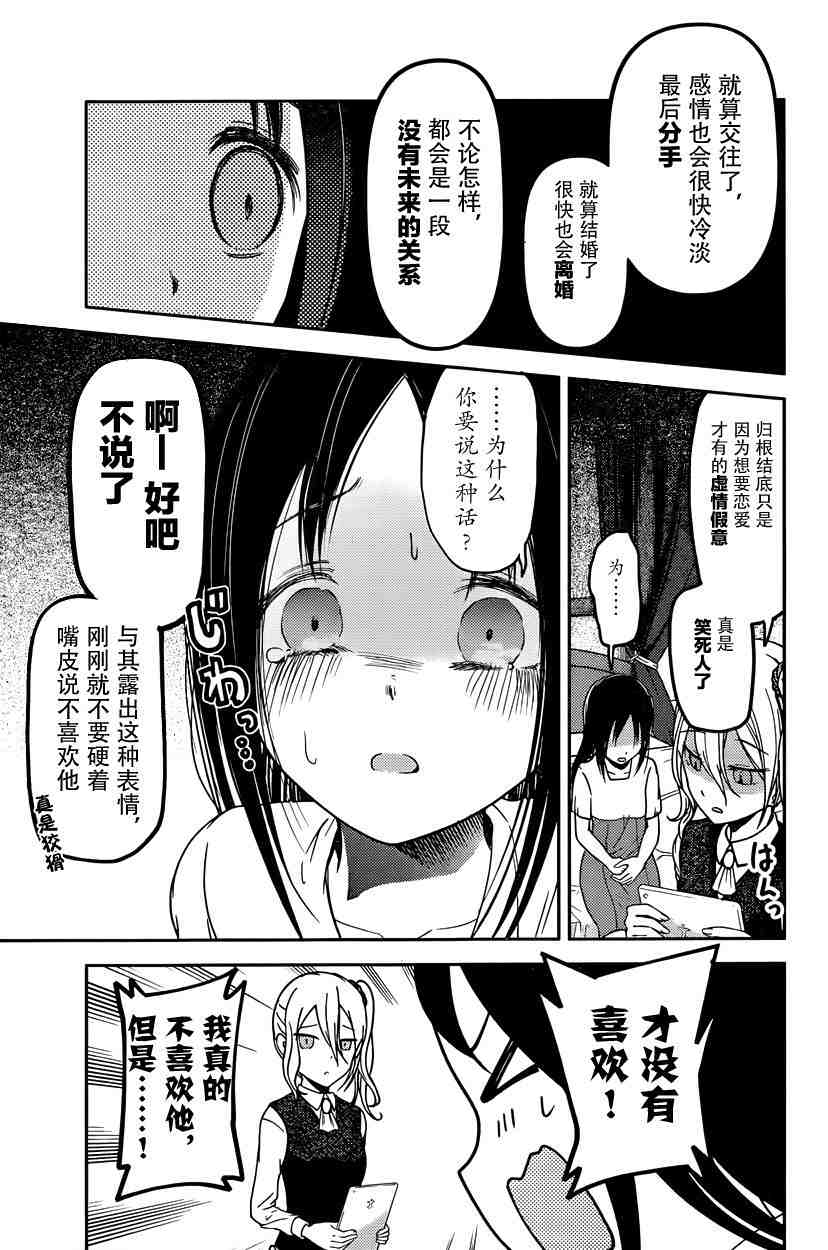 就算交往了，
感情也会很快冷淡
最后分手
就算结婚了
很快也会离婚
不论怎样，
都会是一段
没有未来的关系
归根结底只是
因为想要恋爱
才有的虚情假意
为……
真是
笑死人了
はんっ
……为什么
你要说这种话？
啊—好吧
不说了
じわっ…
与其露出这种表情，
刚刚就不要硬着
嘴皮说不喜欢他
真是狡猾
才没有
喜欢！
我真的
不喜欢他，
但是……！